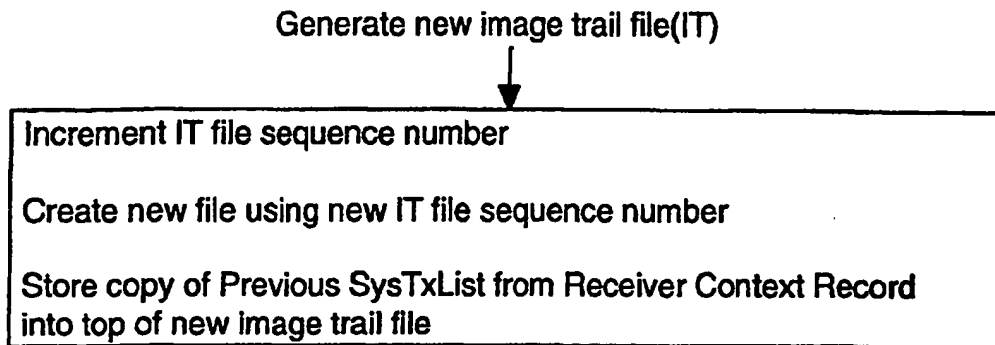 Generate new image trail file(IT)
Increment IT file sequence number
Create new file using new IT file sequence number
Store copy of Previous SysTxList from Receiver Context Record
into top of new image trail file